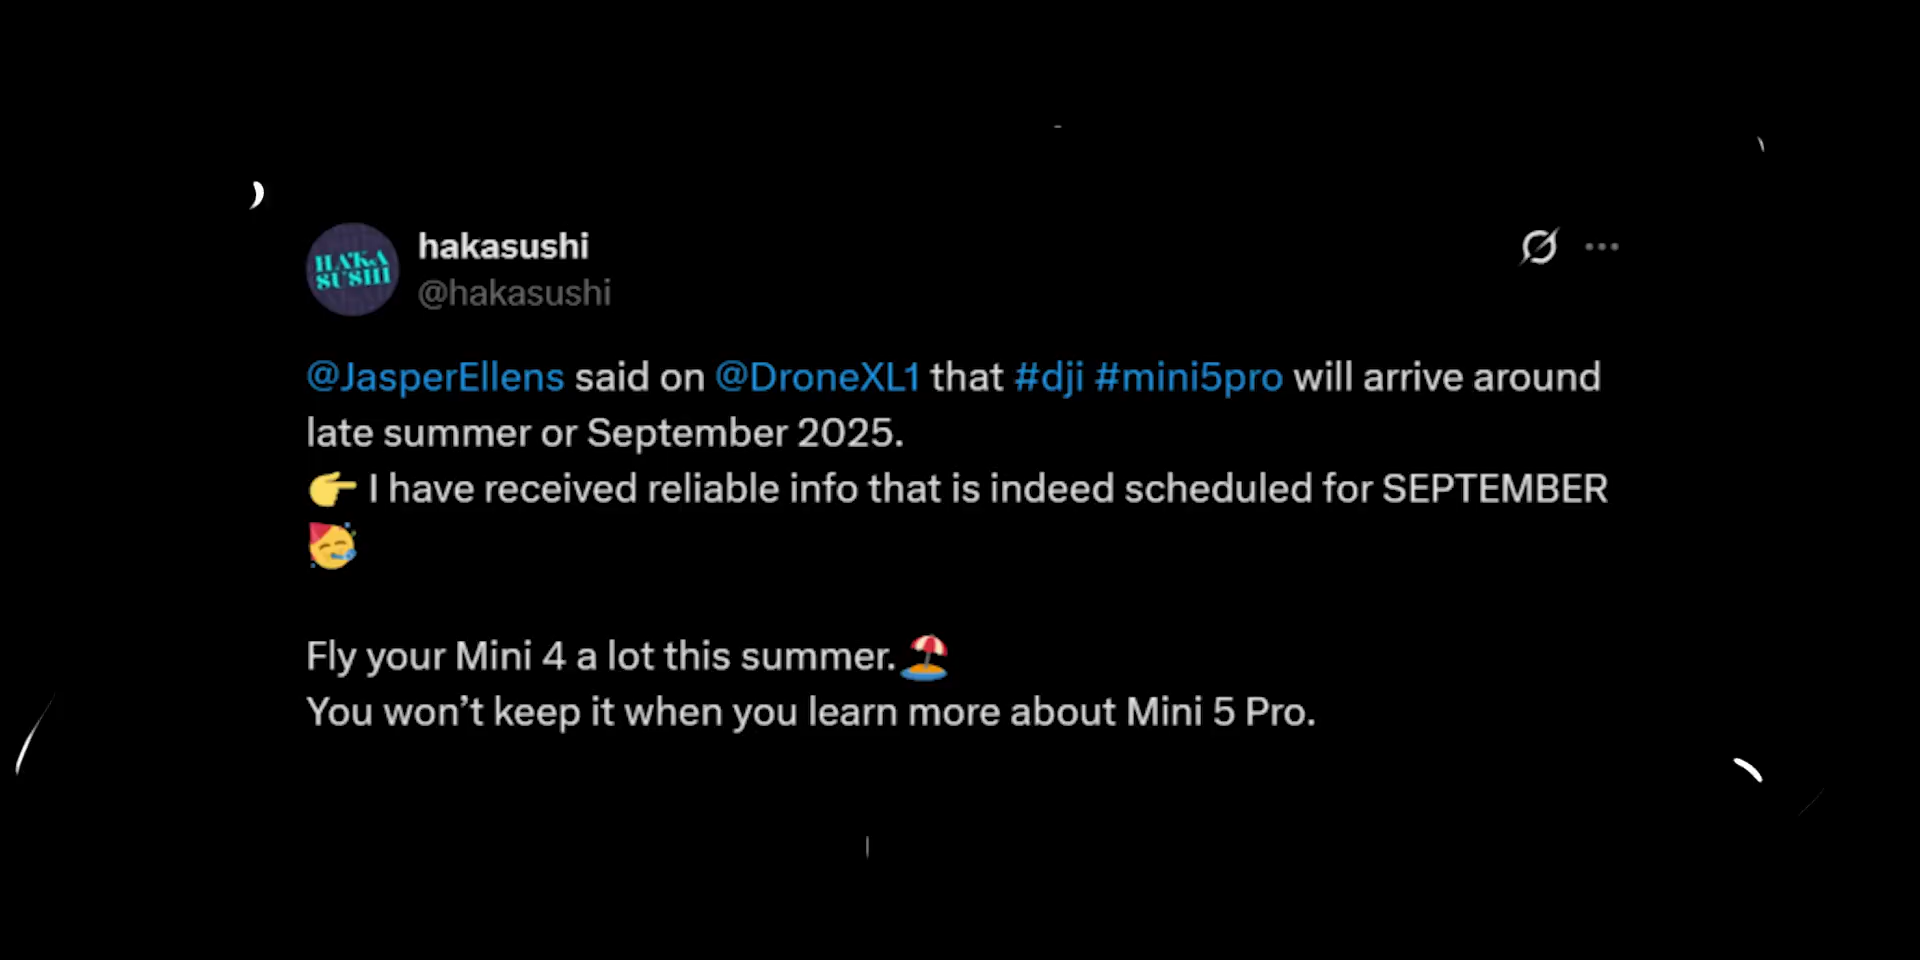 HAKA
SUSHI
hakasushi
@hakasushi
@JasperEllens said on @DroneXL1 that #dji #mini5pro will arrive around
late summer or September 2025.
👉 I have received reliable info that is indeed scheduled for SEPTEMBER
🥳
Fly your Mini 4 a lot this summer.🏖️
You won’t keep it when you learn more about Mini 5 Pro.